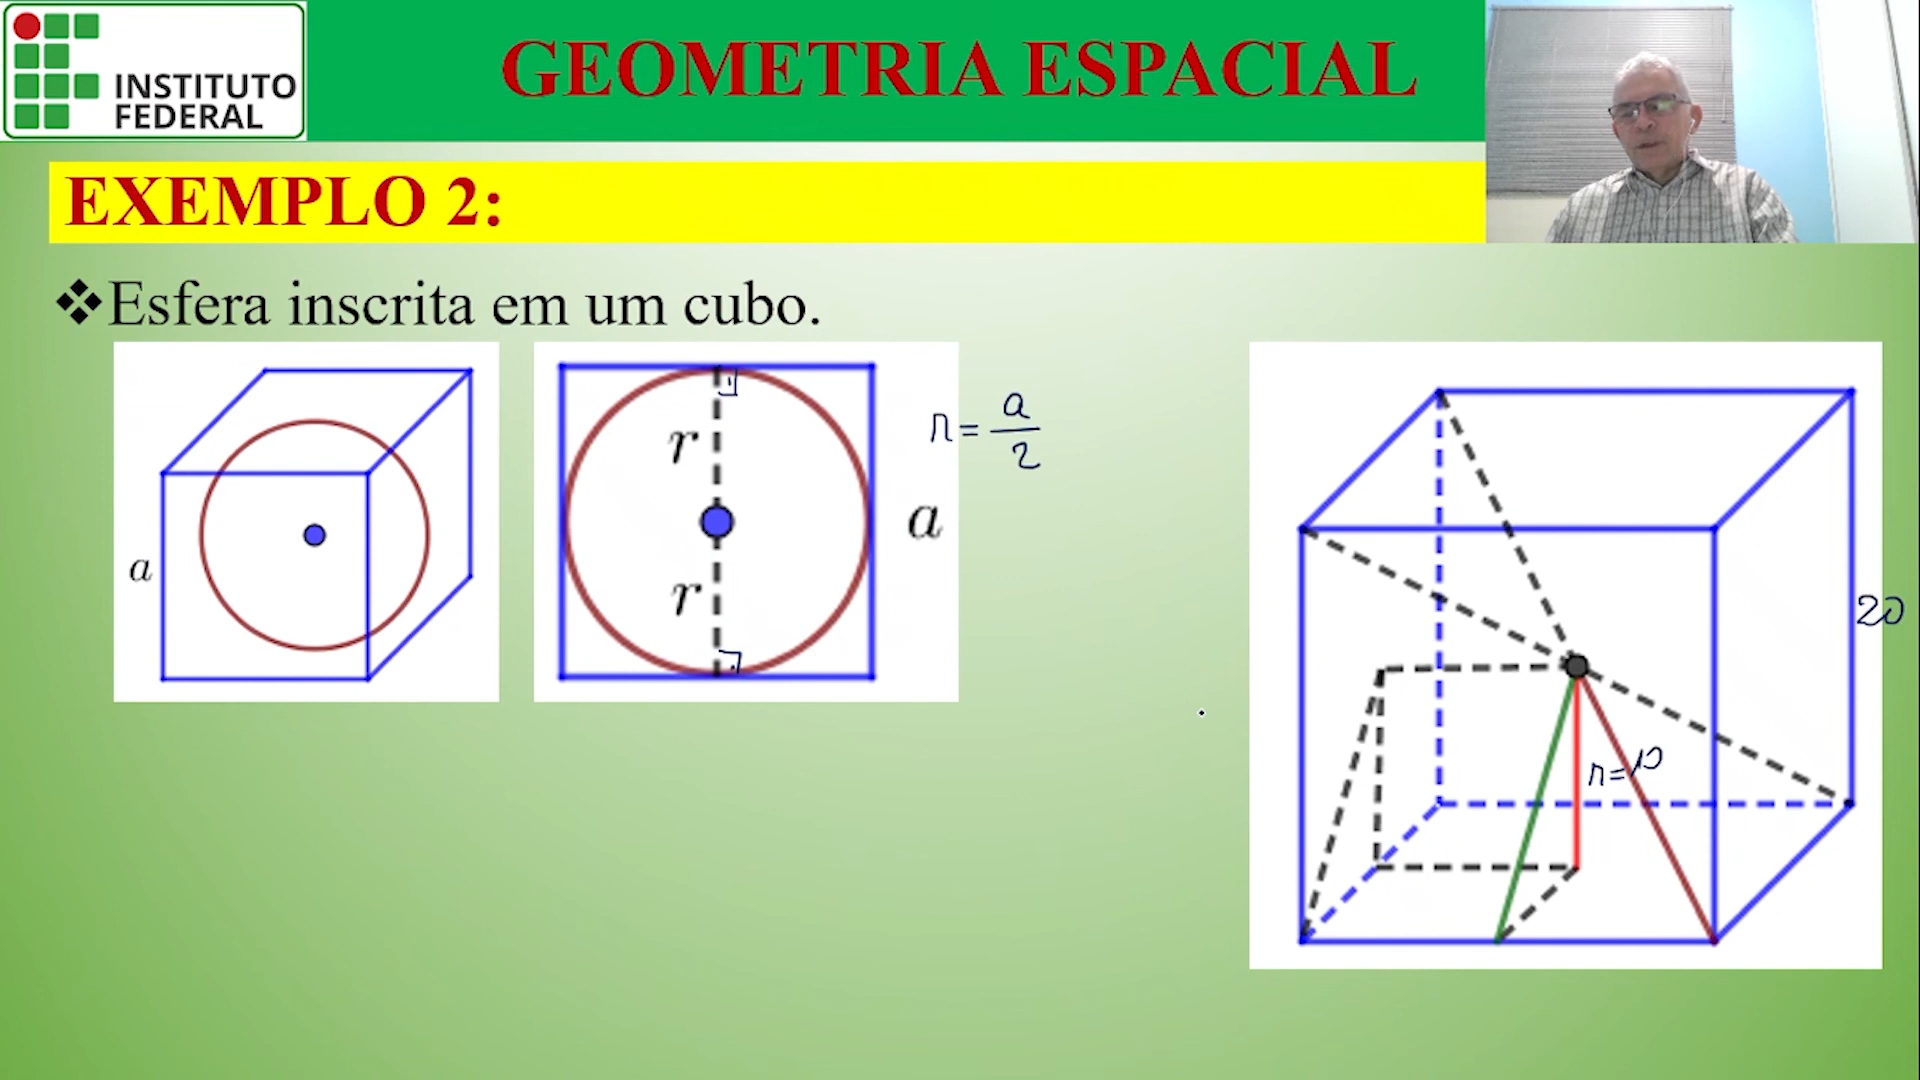 INSTITUTO
FEDERAL
GEOMETRIA ESPACIAL
EXEMPLO 2:
❖Esfera inscrita em um cubo.
a
r
r
a
r = a/2
20
r=10